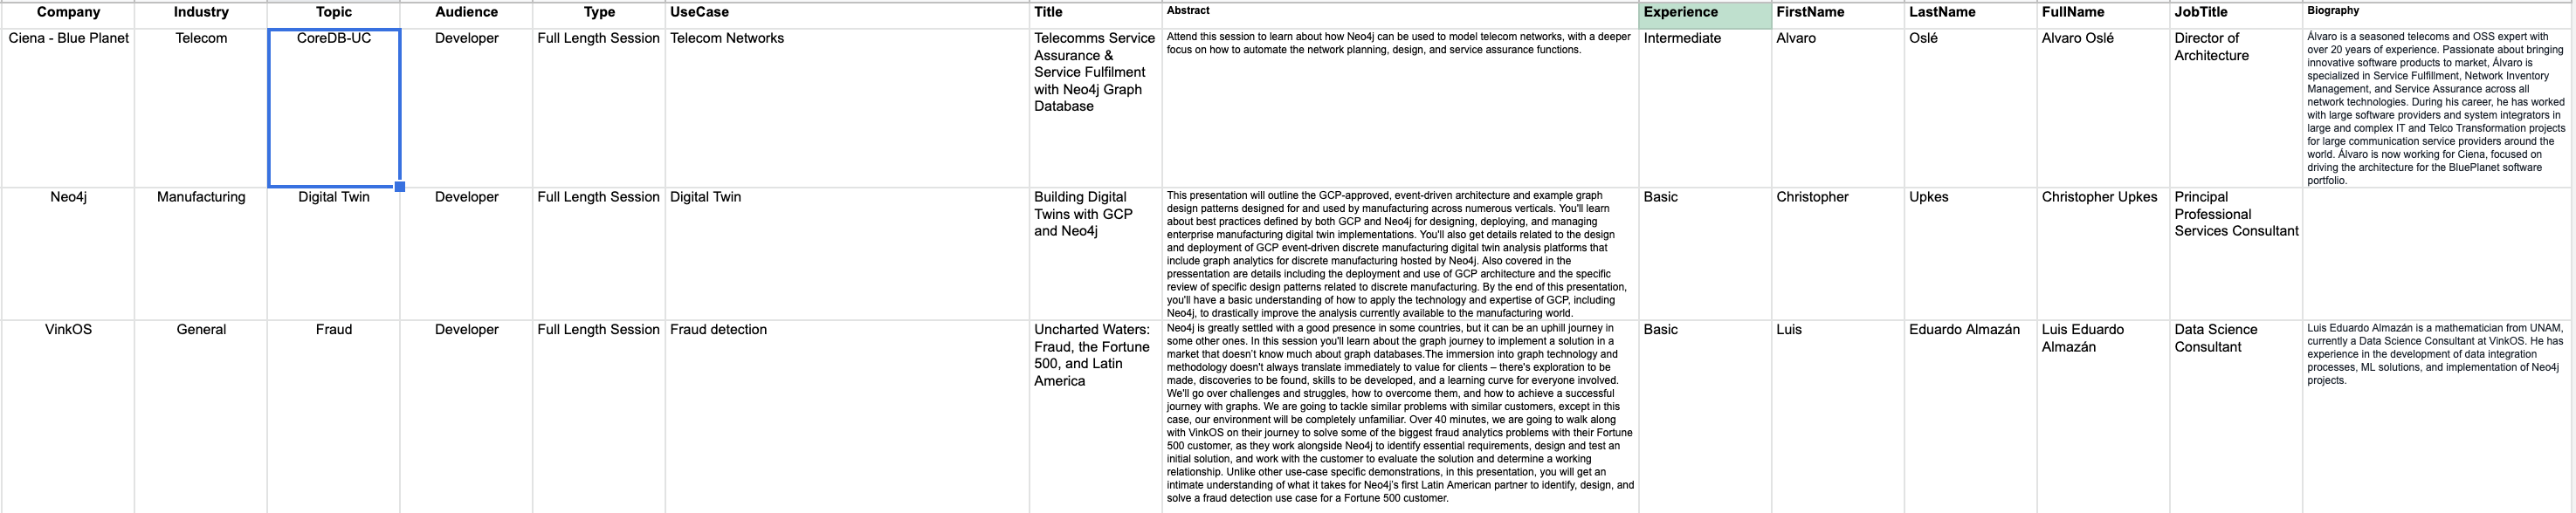 Company Industry Topic Audience Type UseCase Title Abstract Experience FirstName LastName FullName JobTitle Biography
Ciena - Blue Planet
Telecom
CoreDB-UC
Developer
Full Length Session
Telecom Networks
Telecomms Service
Assurance &
Service Fulfilment
with Neo4j Graph
Database
Attend this session to learn about how Neo4j can be used to model telecom networks, with a deeper
focus on how to automate the network planning, design, and service assurance functions.
Intermediate
Alvaro
Oslé
Alvaro Oslé
Director of
Architecture
Álvaro is a seasoned telecoms and OSS expert with
over 20 years of experience. Passionate about bringing
innovative software products to market, Álvaro is
specialized in Service Fulfillment, Network Inventory
Management, and Service Assurance across all
network technologies. During his career, he has worked
with large software providers and system integrators in
large and complex IT and Telco Transformation projects
for large communication service providers around the
world. Álvaro is now working for Ciena, focused on
driving the architecture for the BluePlanet software
portfolio.
Neo4j
Manufacturing
Digital Twin
Developer
Full Length Session
Digital Twin
Building Digital
Twins with GCP
and Neo4j
This presentation will outline the GCP-approved, event-driven architecture and example graph
design patterns designed for and used by manufacturing across numerous verticals. You'll learn
about best practices defined by both GCP and Neo4j for designing, deploying, and managing
enterprise manufacturing digital twin implementations. You'll also get details related to the design
and deployment of GCP event-driven discrete manufacturing digital twin analysis platforms that
include graph analytics for discrete manufacturing hosted by Neo4j. Also covered in the
pressentation are details including the deployment and use of GCP architecture and the specific
review of specific design patterns related to discrete manufacturing. By the end of this presentation,
you'll have a basic understanding of how to apply the technology and expertise of GCP, including
Neo4j, to drastically improve the analysis currently available to the manufacturing world.
Basic
Christopher
Upkes
Christopher Upkes
Principal
Professional
Services Consultant
VinkOS
General
Fraud
Developer
Full Length Session
Fraud detection
Uncharted Waters:
Fraud, the Fortune
500, and Latin
America
Neo4j is greatly settled with a good presence in some countries, but it can be an uphill journey in
some other ones. In this session you'll learn about the graph journey to implement a solution in a
market that doesn't know much about graph databases.The immersion into graph technology and
methodology doesn't always translate immediately to value for clients – there's exploration to be
made, discoveries to be found, skills to be developed, and a learning curve for everyone involved.
We'll go over challenges and struggles, how to overcome them, and how to achieve a successful
journey with graphs. We are going to tackle similar problems with similar customers, except in this
case, our environment will be completely unfamiliar. Over 40 minutes, we are going to walk along
with VinkOS on their journey to solve some of the biggest fraud analytics problems with their Fortune
500 customer, as they work alongside Neo4j to identify essential requirements, design and test an
initial solution, and work with the customer to evaluate the solution and determine a working
relationship. Unlike other use-case specific demonstrations, in this presentation, you will get an
intimate understanding of what it takes for Neo4j's first Latin American partner to identify, design, and
solve a fraud detection use case for a Fortune 500 customer.
Basic
Luis
Eduardo Almazán
Luis Eduardo
Almazán
Data Science
Consultant
Luis Eduardo Almazán is a mathematician from UNAM,
currently a Data Science Consultant at VinkOS. He has
experience in the development of data integration
processes, ML solutions, and implementation of Neo4j
projects.